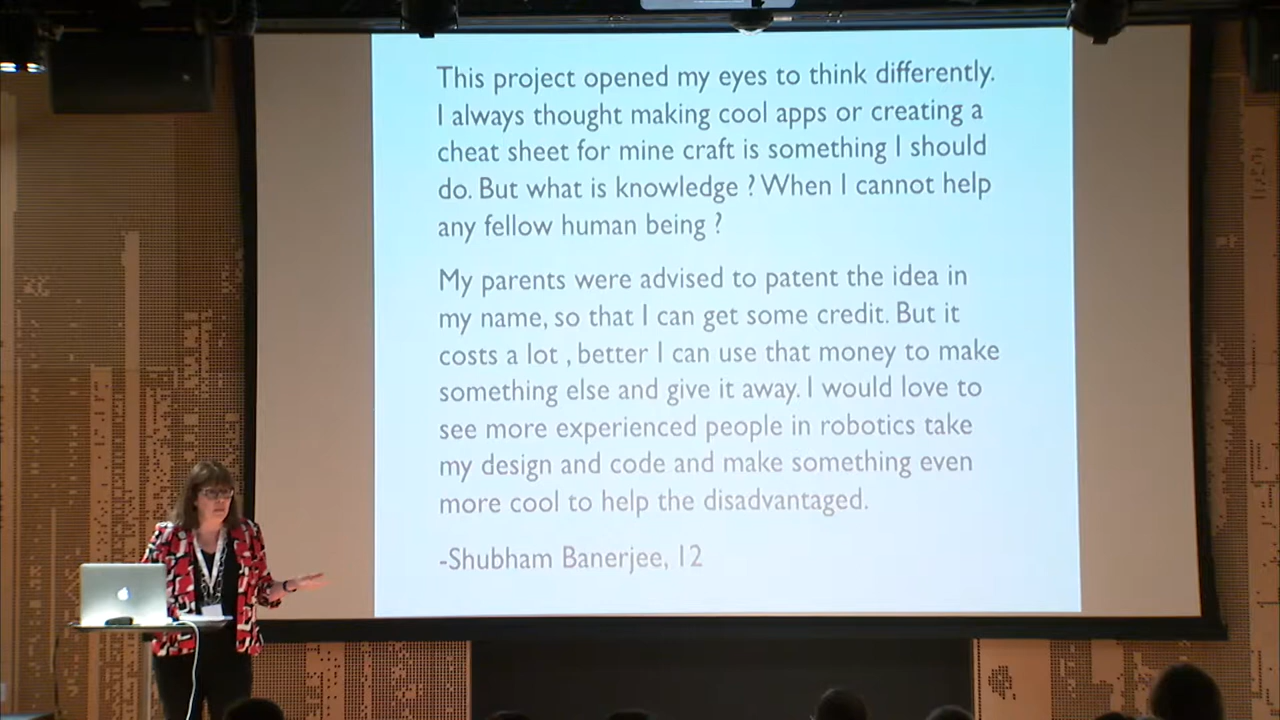 This project opened my eyes to think differently.
I always thought making cool apps or creating a
cheat sheet for mine craft is something I should
do. But what is knowledge ? When I cannot help
any fellow human being ?
My parents were advised to patent the idea in
my name, so that I can get some credit. But it
costs a lot , better I can use that money to make
something else and give it away. I would love to
see more experienced people in robotics take
my design and code and make something even
more cool to help the disadvantaged.
-Shubham Banerjee, 12